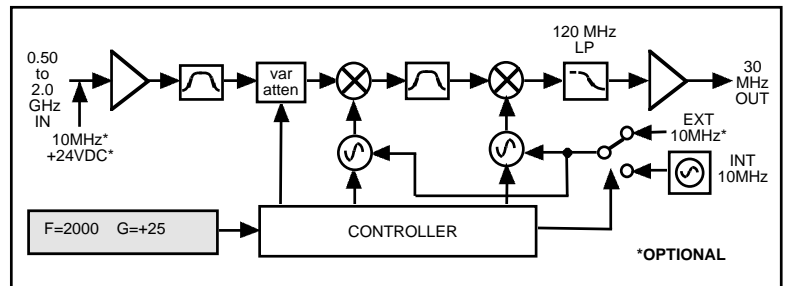 0.50
to
2.0
GHz
IN
10MHz*
+24VDC*
var
atten
120 MHz
LP
30
MHz
OUT
EXT
10MHz*
INT
10MHz
F=2000 G=+25
CONTROLLER
*OPTIONAL